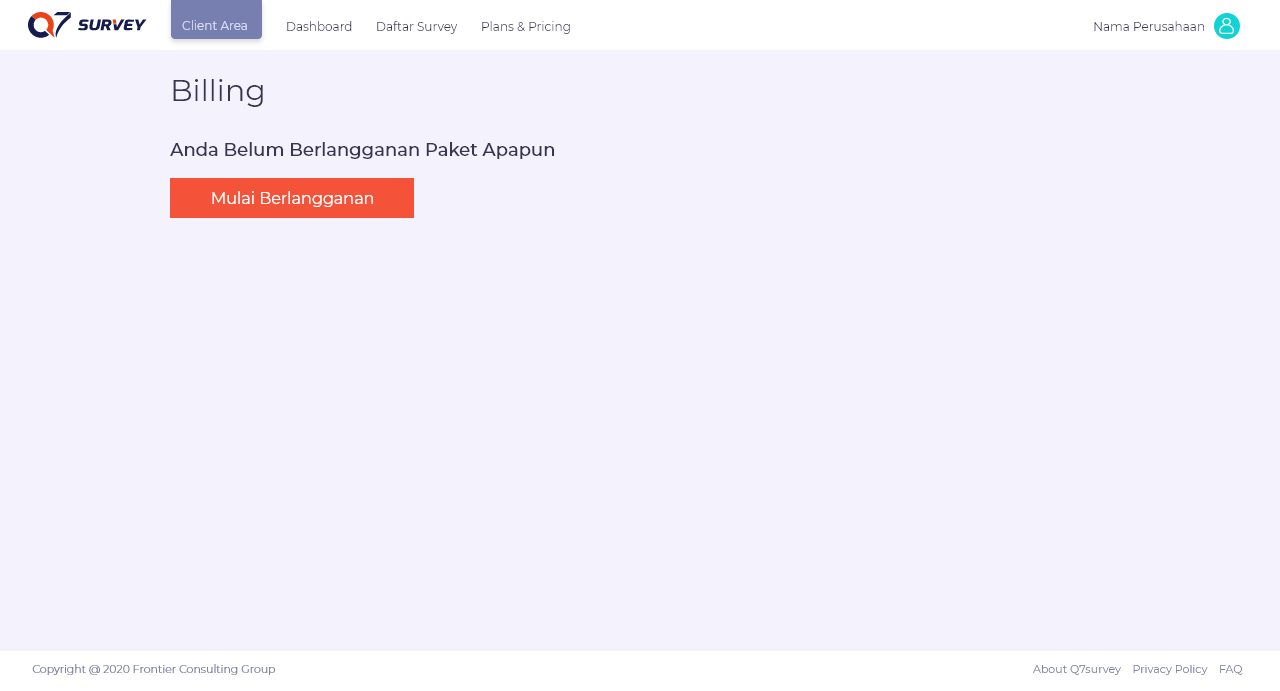 Q7 SURVEY
Client Area
Dashboard
Daftar Survey
Plans & Pricing
Nama Perusahaan
Billing
Anda Belum Berlangganan Paket Apapun
Mulai Berlangganan
Copyright @ 2020 Frontier Consulting Group
About Q7survey
Privacy Policy
FAQ